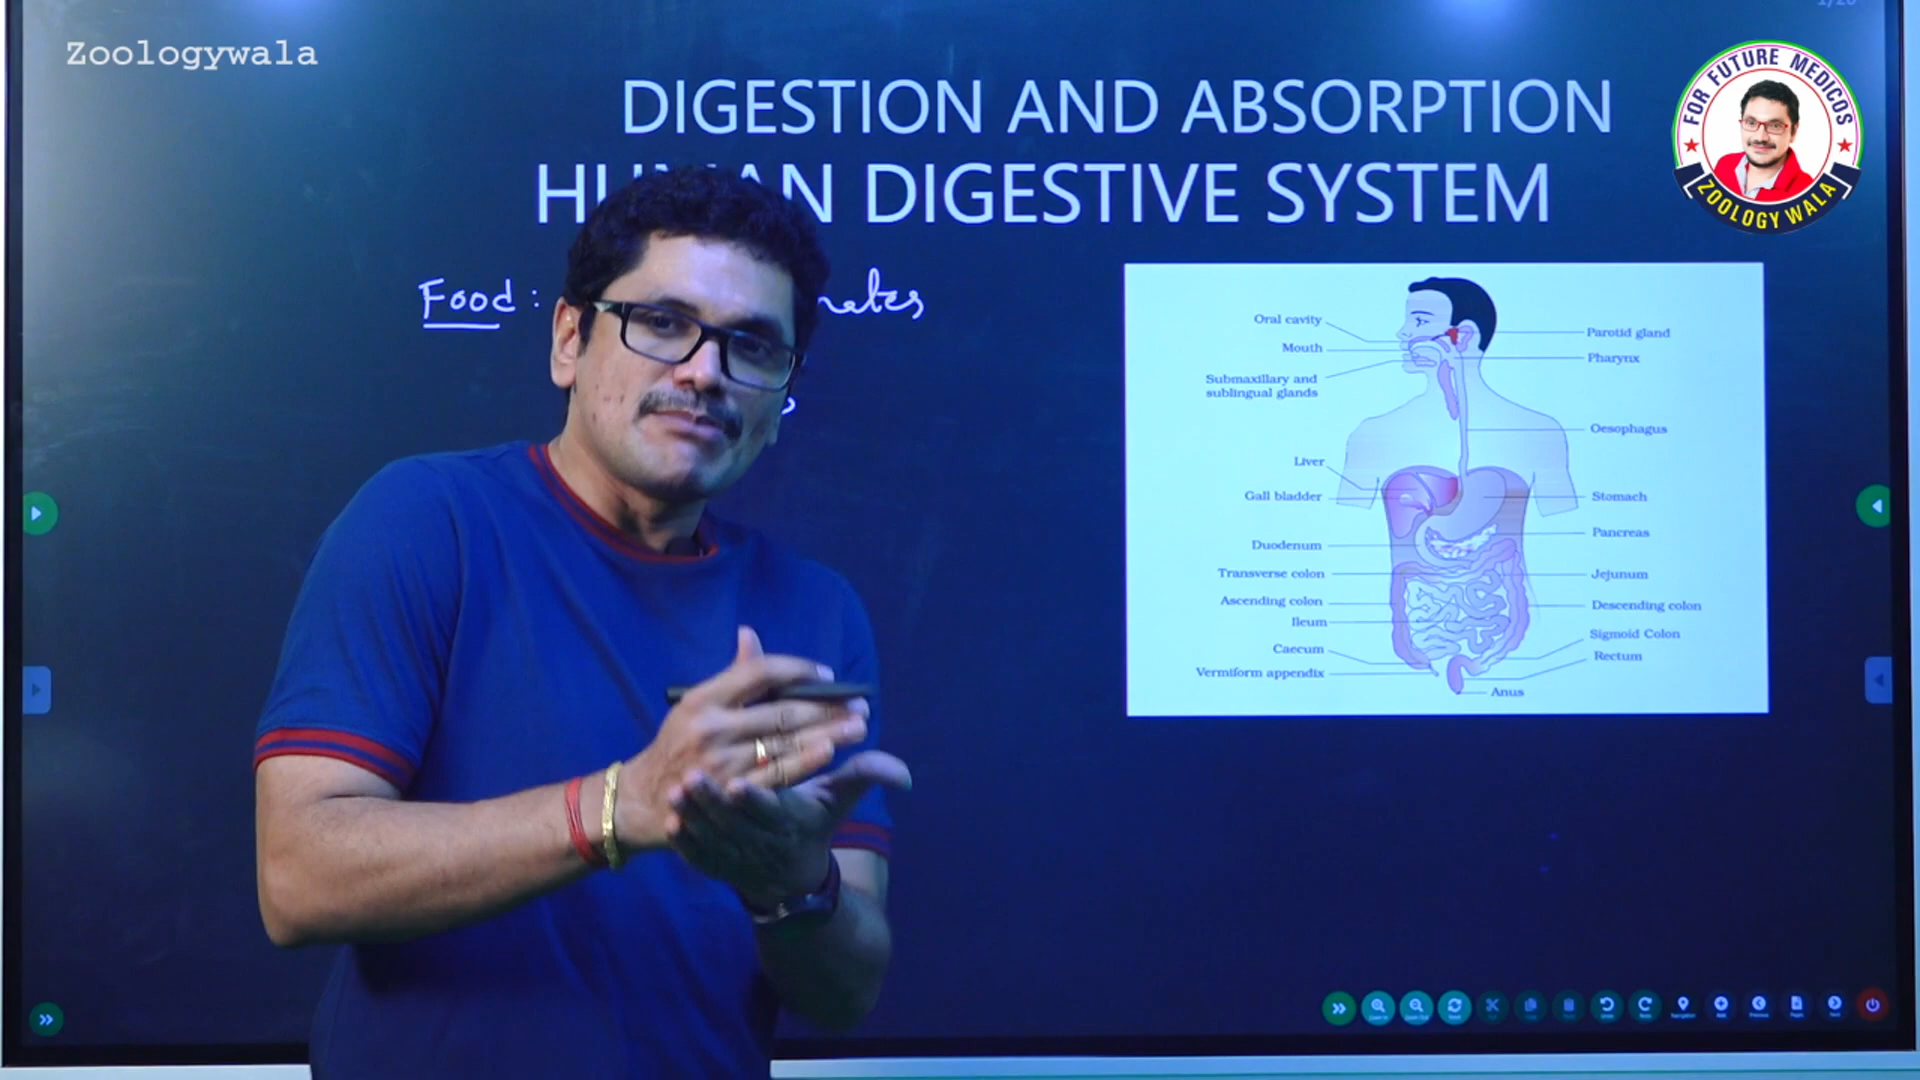 Zoologywala
DIGESTION AND ABSORPTION
HUMAN DIGESTIVE SYSTEM
FOR FUTURE MEDICOS
ZOOLOGY WALA
Food :
Oral cavity
Mouth
Submaxillary and
sublingual glands
Liver
Gall bladder
Duodenum
Transverse colon
Ascending colon
Ileum
Caecum
Vermiform appendix
Parotid gland
Pharynx
Oesophagus
Stomach
Pancreas
Jejunum
Descending colon
Sigmoid Colon
Rectum
Anus